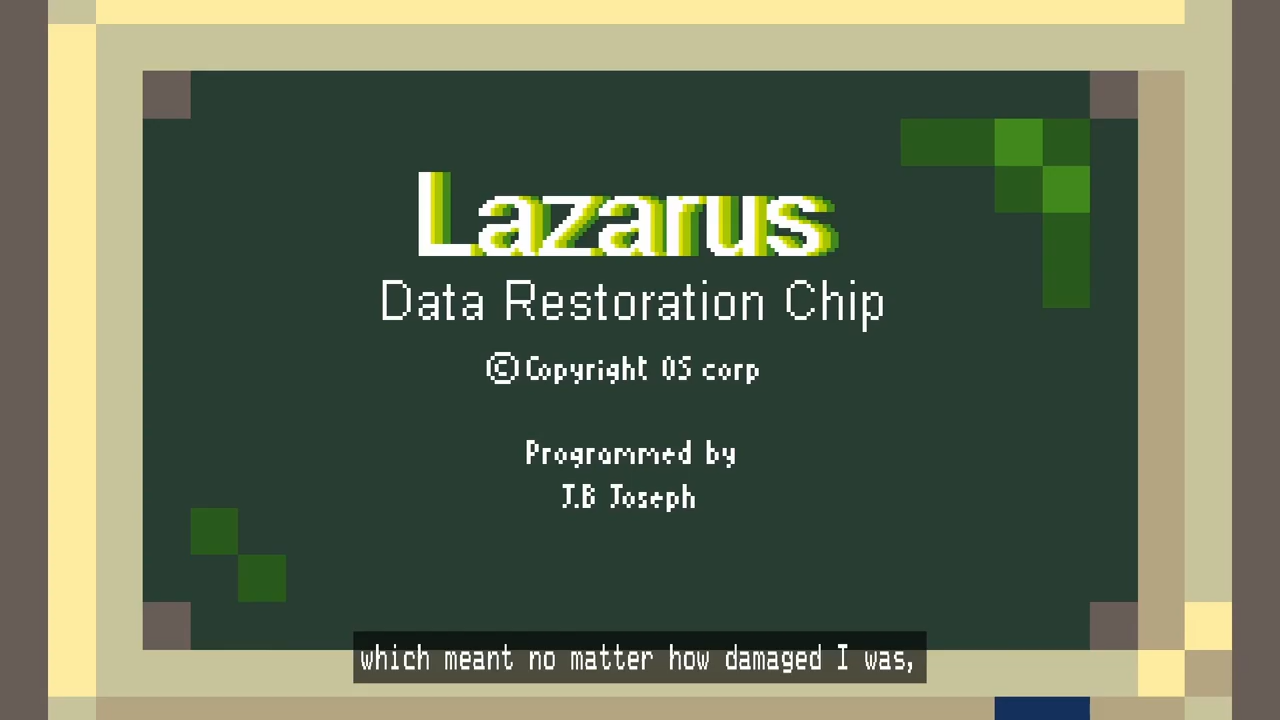 Lazarus
Data Restoration Chip
©Copyright OS corp
Programmed by
J.B Joseph
which meant no matter how damaged I was,